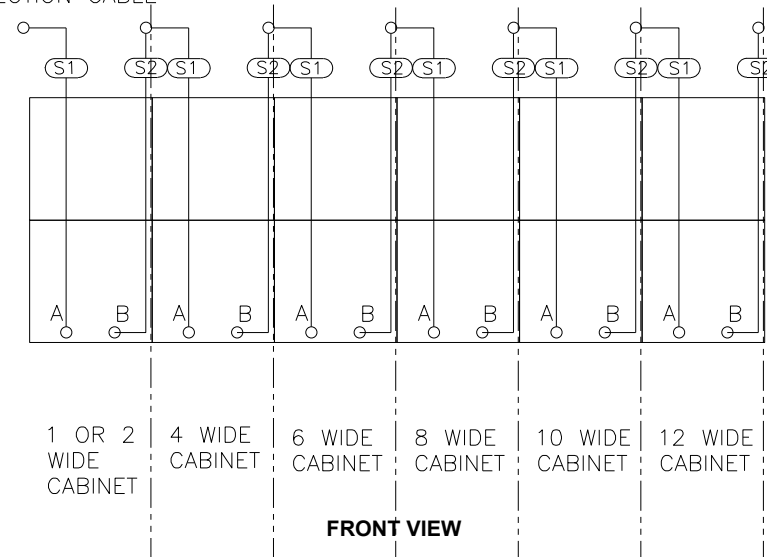 CABLE
S1 S2 S1 S2 S1 S2 S1 S2 S1 S2 S1
A B A B A B A B A B A B
1 OR 2
WIDE
CABINET
4 WIDE
CABINET
6 WIDE
CABINET
8 WIDE
CABINET
10 WIDE
CABINET
12 WIDE
CABINET
FRONT VIEW